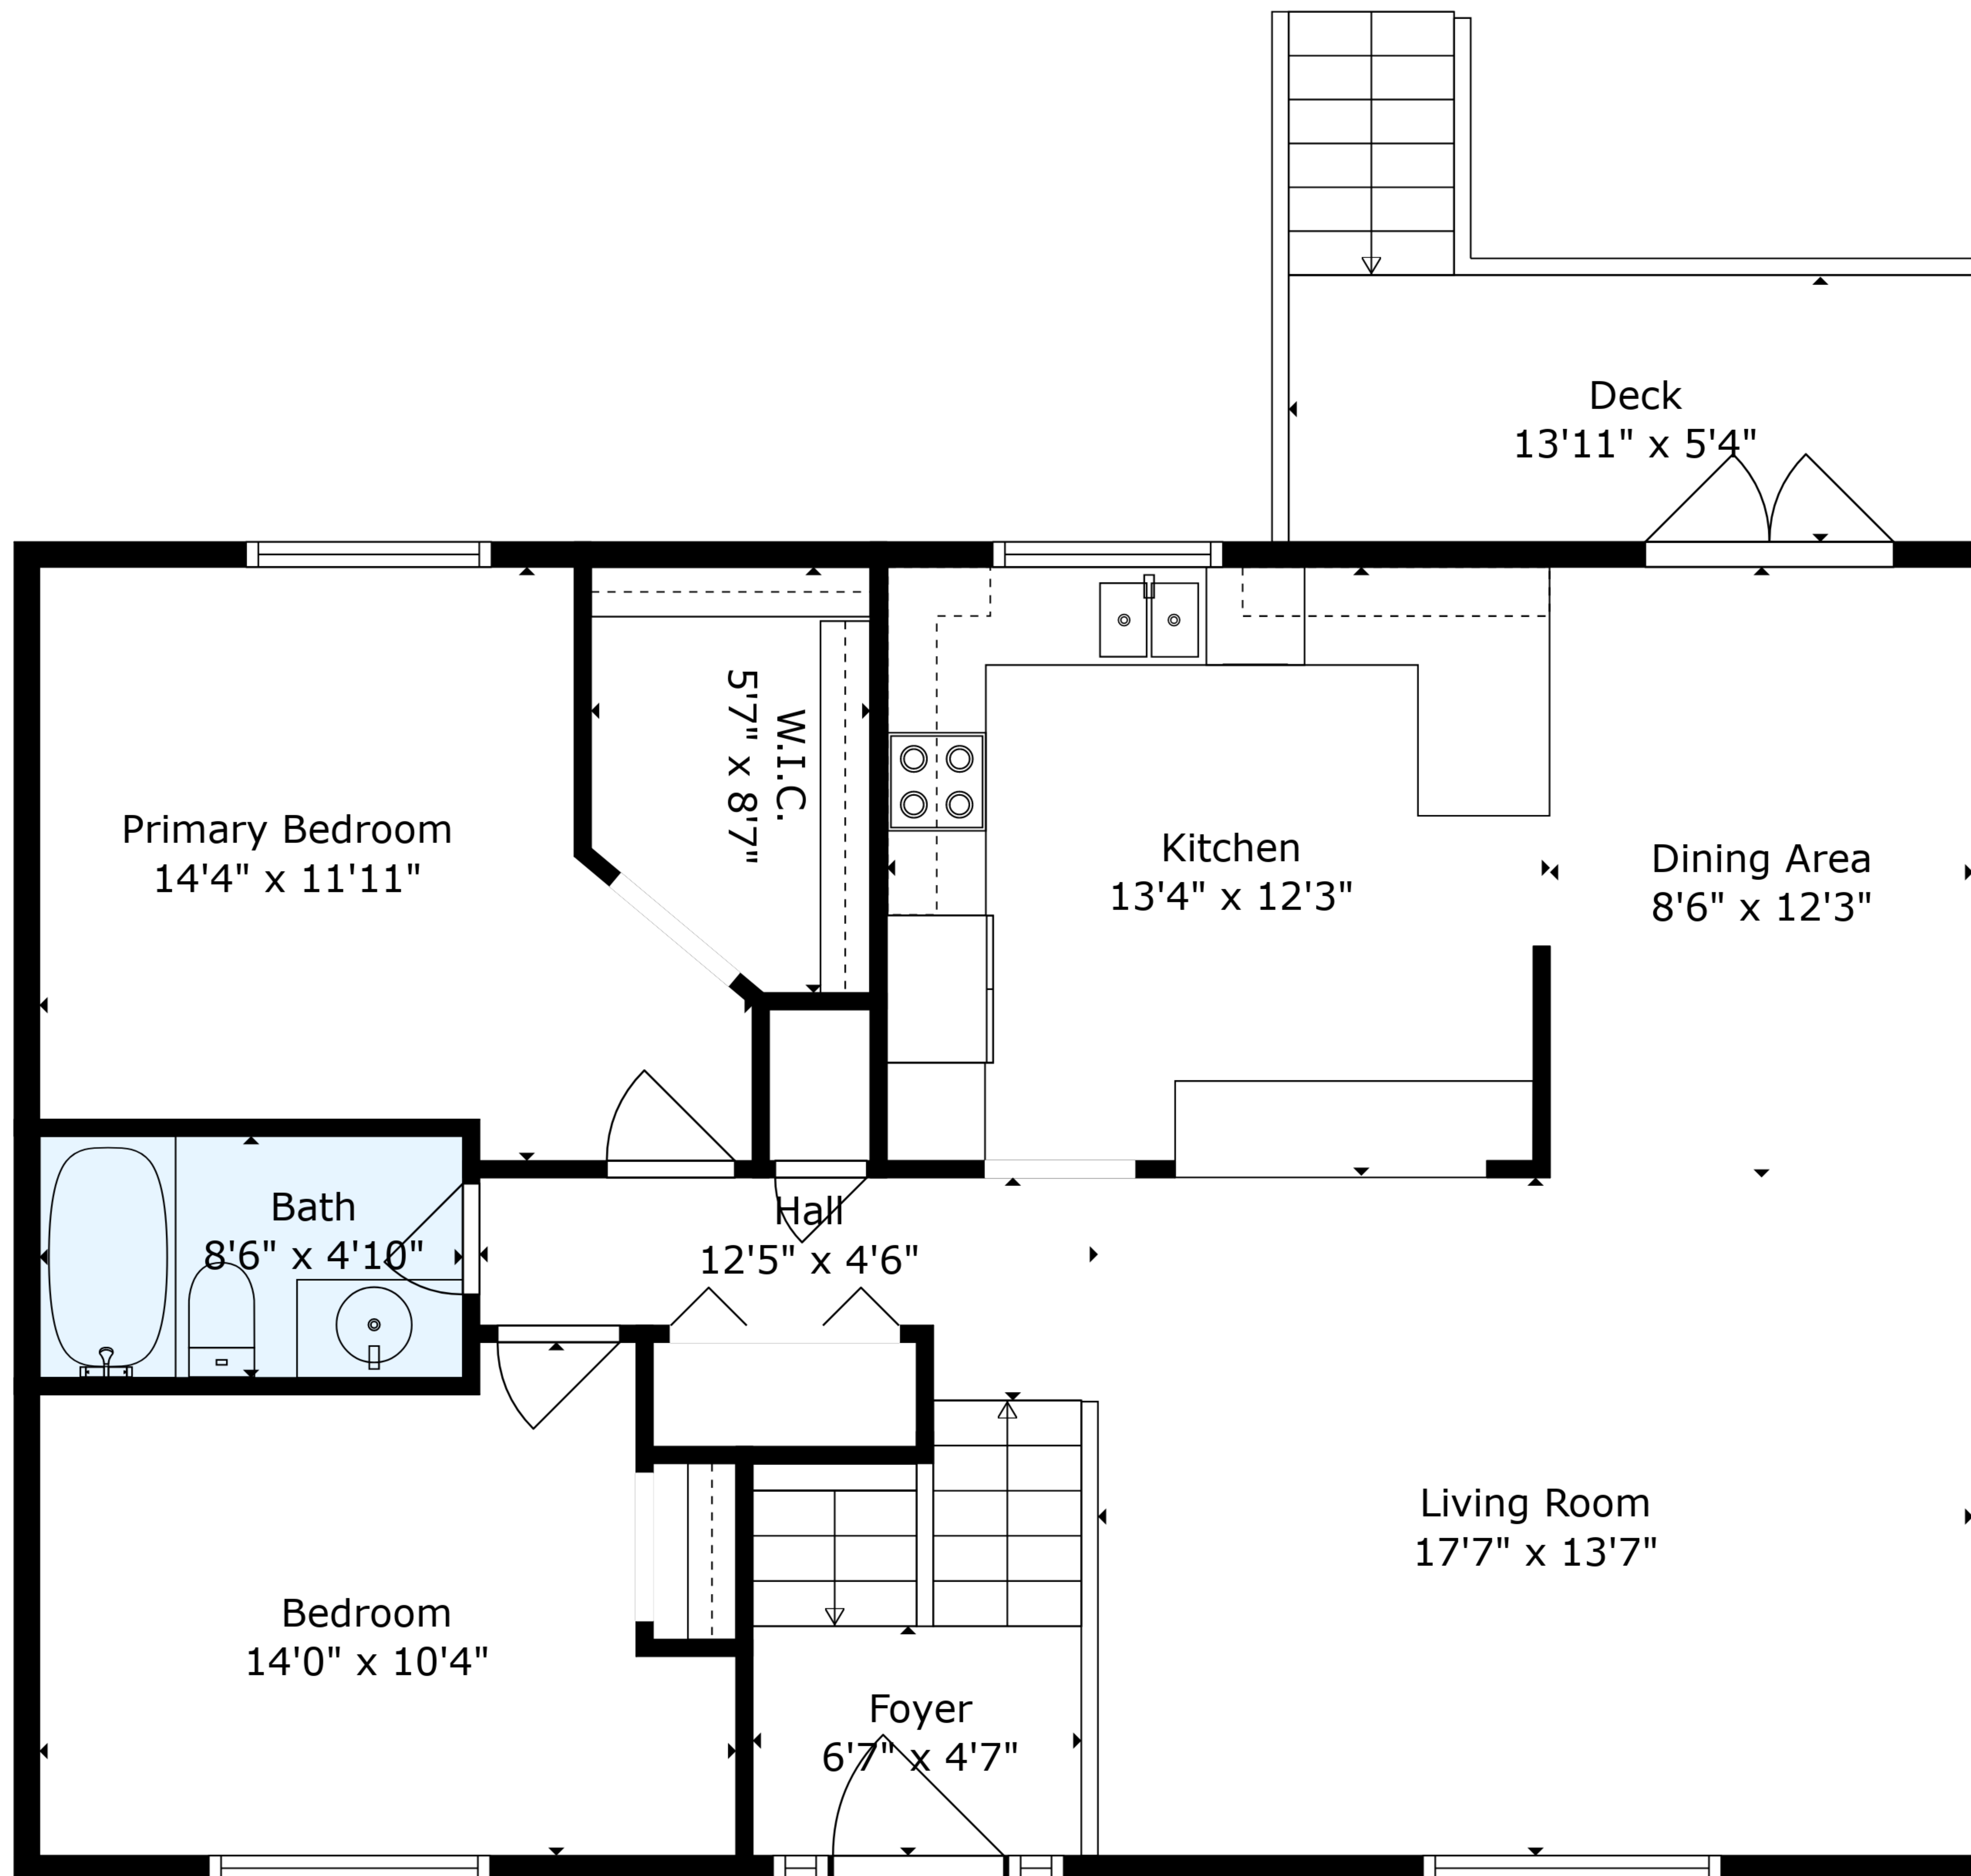 Deck
13'11" x 5'4"
Primary Bedroom
14'4" x 11'11"
W.I.C.
5'7" x 8'7"
Kitchen
13'4" x 12'3"
Dining Area
8'6" x 12'3"
Bath
8'6" x 4'10"
Hall
12'5" x 4'6"
Living Room
17'7" x 13'7"
Bedroom
14'0" x 10'4"
Foyer
6'7" x 4'7"